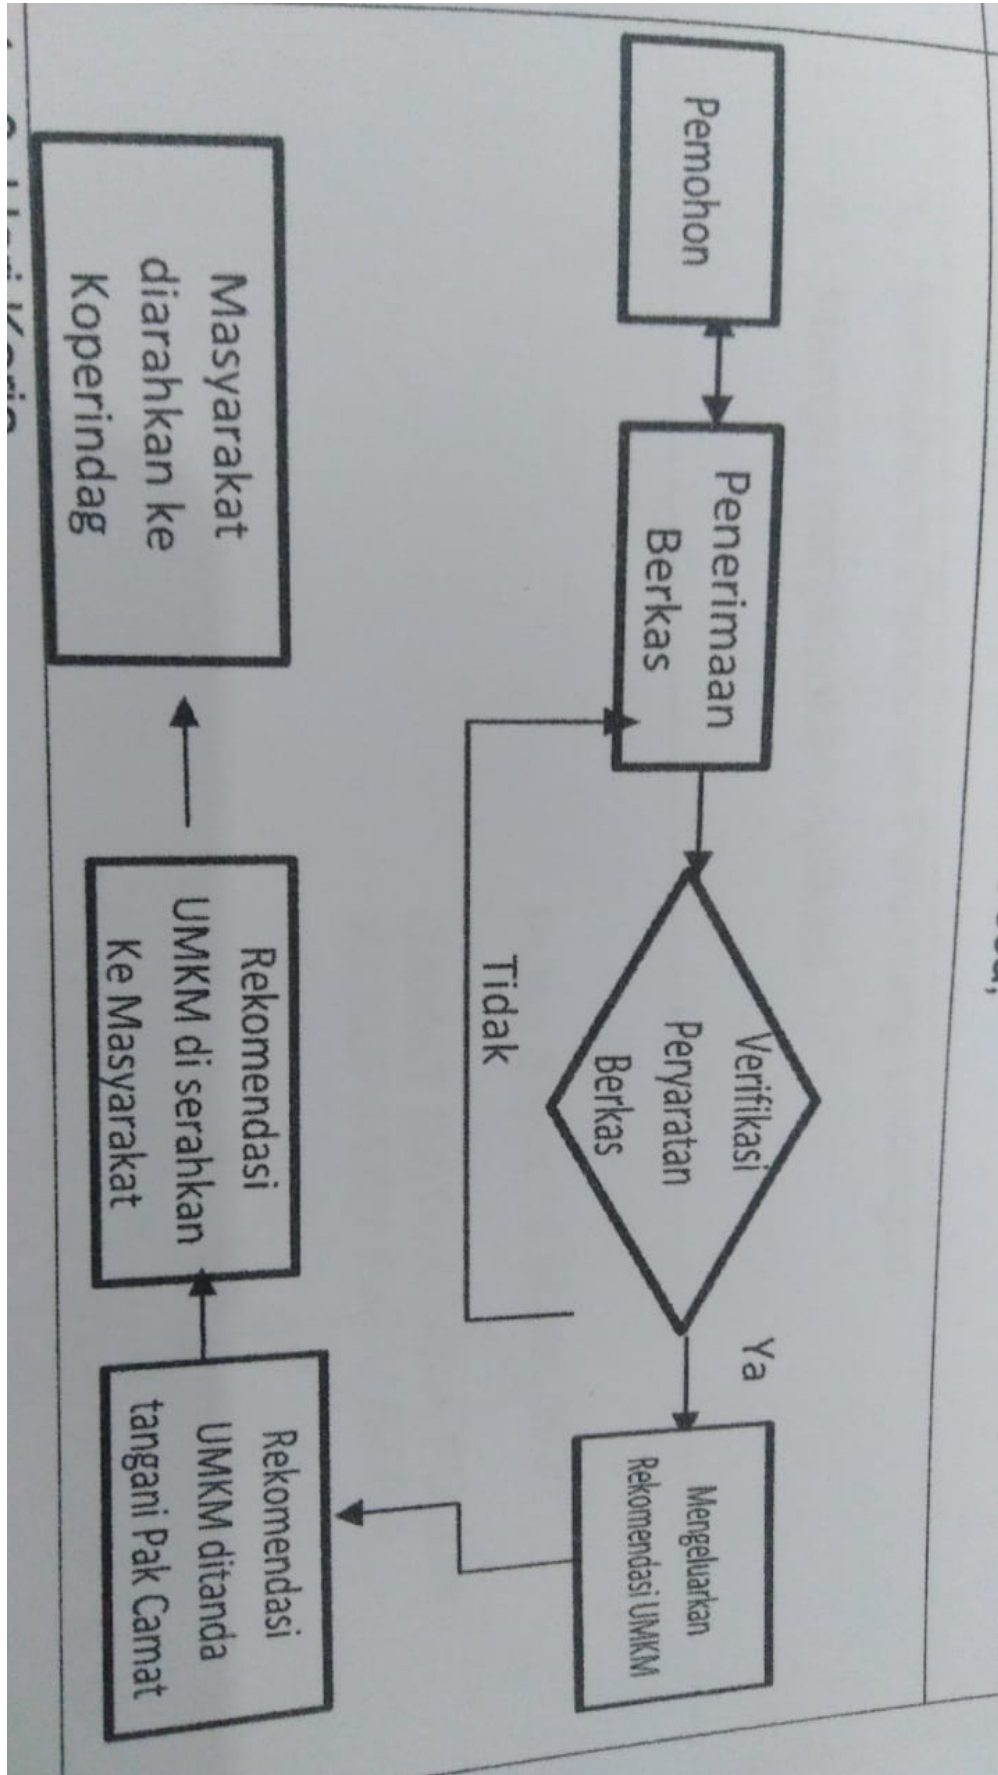 Pemohon
Penerimaan
Berkas
Verifikasi
Peryaratan
Berkas
Ya
Mengeluarkan
Rekomendasi UMKM
Tidak
Masyarakat
diarahkan ke
Koperindag
Rekomendasi
UMKM di serahkan
Ke Masyarakat
Rekomendasi
UMKM ditanda
tangani Pak Camat